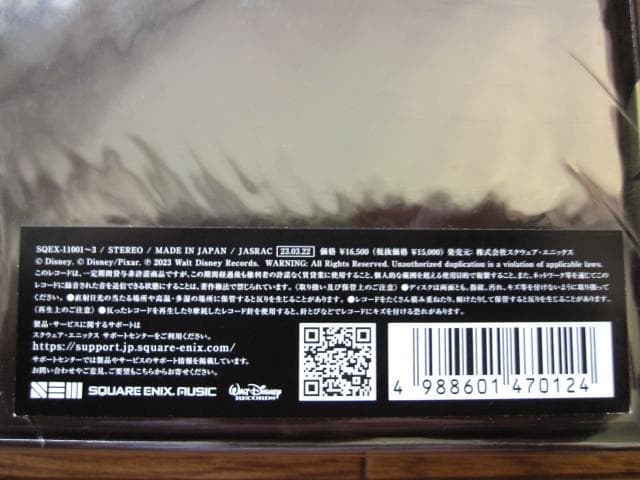 SQEX-11001~3 / STEREO / MADE IN JAPAN / JASRAC 23.03.22 価格 ¥16,500 (税抜価格 ¥15,000) 発売元: 株式会社スクウェア・エニックス
© Disney. © Disney/Pixar. ℗ 2023 Walt Disney Records. WARNING: All Rights Reserved. Unauthorized duplication is a violation of applicable laws.
このレコードは、一定期間貸与非許諾商品ですが、この期間経過後も権利者の許諾なく賃貸業に使用すること、個人的な範囲を超える使用目的で複製すること、また、ネットワーク等を通じてこの
レコードに録音された音を送信できる状態にすることは、著作権法で禁じられています。(取り扱い及び保管上のご注意) ●ディスクは両面とも、指紋、汚れ、キズ等を付けないように取り扱って
ください。●直射日光の当たる場所や高温・多湿の場所に保管すると反りを生じることがあります。●レコードをたくさん積み重ねたり、傾けたりして保管すると反りを生じることがあります。
(再生上のご注意) ●反ったレコードを再生したり摩耗したレコード針を使用すると、針とびなどでレコードにキズを付ける恐れがあります。
製品・サービスに関するサポートは
スクウェア・エニックス サポートセンターをご利用ください。
https://support.jp.square-enix.com/
サポートセンターでは製品やサービスのサポート情報を掲載しています。
お問い合わせやご意見、ご要望もこちらからお寄せください。
SQUARE ENIX. MUSIC
WALT DISNEY RECORDS
4 988601 470124